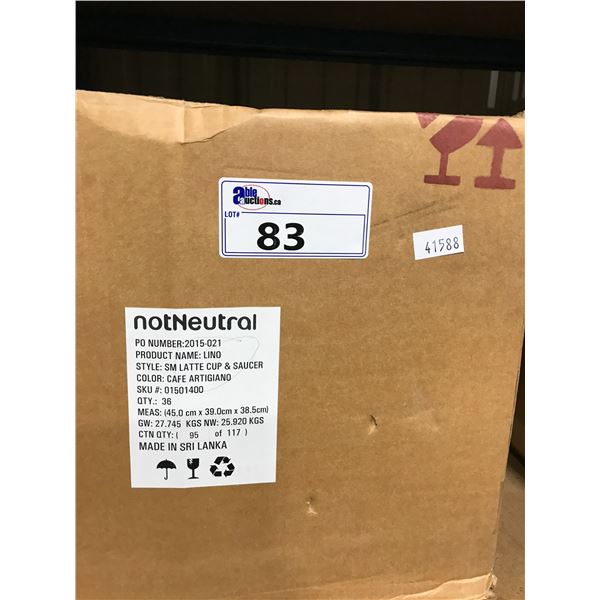 able
auctions.ca
LOT#
83
41588
notNeutral
PO NUMBER:2015-021
PRODUCT NAME: LINO
STYLE: SM LATTE CUP & SAUCER
COLOR: CAFE ARTIGIANO
SKU #: 01501400
QTY.: 36
MEAS: (45.0 cm x 39.0cm x 38.5cm)
GW: 27.745 KGS NW: 25.920 KGS
CTN QTY: ( 95 of 117 )
MADE IN SRI LANKA